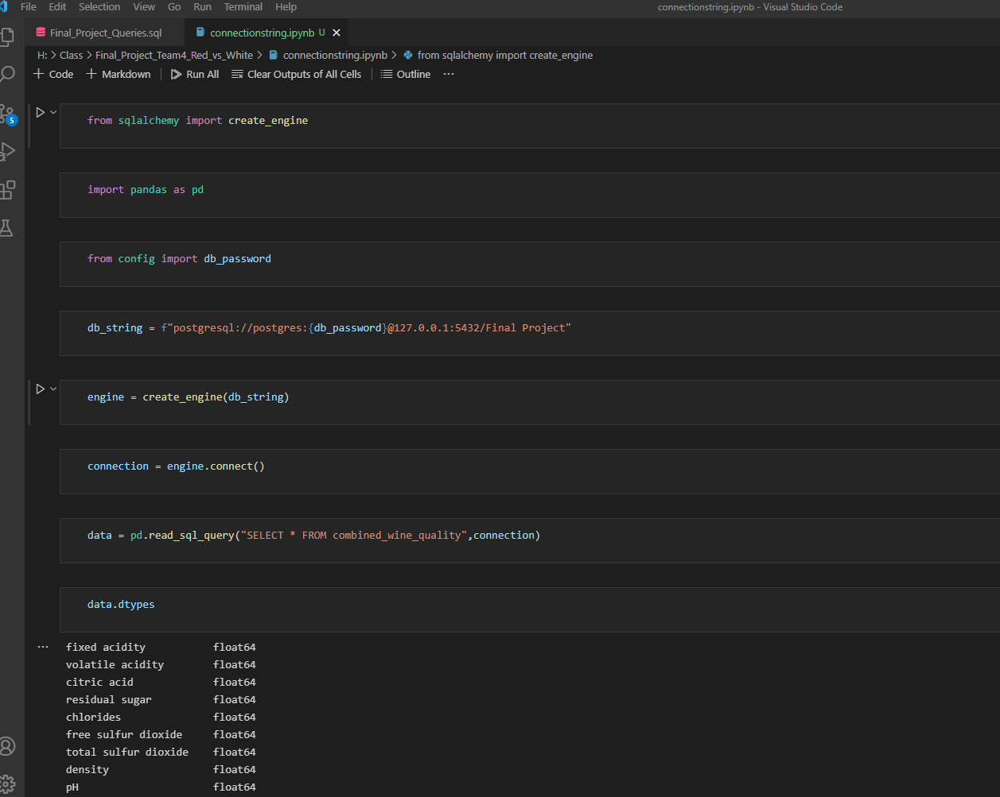 File Edit Selection View Go Run Terminal Help connectionstring.ipynb - Visual Studio Code
Final_Project_Queries.sql connectionstring.ipynb U
H: > Class > Final_Project_Team4_Red_vs_White > connectionstring.ipynb > from sqlalchemy import create_engine
+ Code + Markdown Run All Clear Outputs of All Cells Outline ...
from sqlalchemy import create_engine
5
import pandas as pd
from config import db_password
db_string = f"postgresql://postgres:{db_password}@127.0.0.1:5432/Final Project"
engine = create_engine(db_string)
connection = engine.connect()
data = pd.read_sql_query("SELECT * FROM combined_wine_quality",connection)
data.dtypes
... fixed acidity float64
volatile acidity float64
citric acid float64
residual sugar float64
chlorides float64
free sulfur dioxide float64
total sulfur dioxide float64
density float64
pH float64